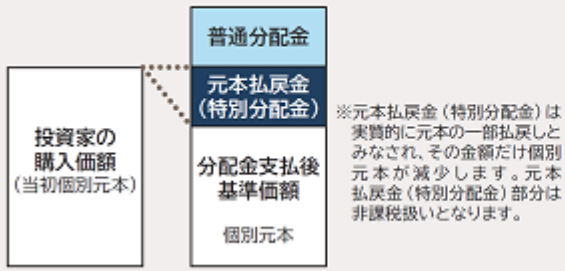 普通分配金
元本払戻金
(特別分配金)
投資家の
購入価額
(当初個別元本)
分配金支払後
基準価額
個別元本
※元本払戻金(特別分配金)は
実質的に元本の一部払戻しと
みなされ、その金額だけ個別
元本が減少します。元本
払戻金(特別分配金)部分は
非課税扱いとなります。